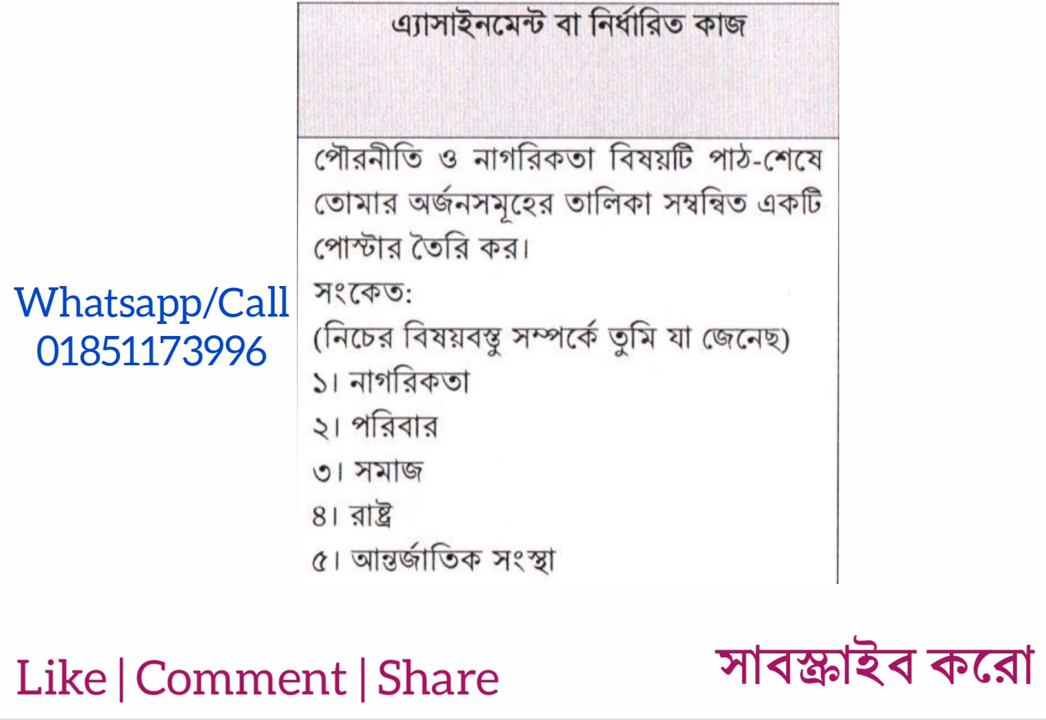 এ্যাসাইনমেন্ট বা নির্ধারিত কাজ
পৌরনীতি ও নাগরিকতা বিষয়টি পাঠ-শেষে
তোমার অর্জনসমূহের তালিকা সম্বন্বিত একটি
পোস্টার তৈরি কর।
সংকেত:
(নিচের বিষয়বস্তু সম্পর্কে তুমি যা জেনেছ)
১। নাগরিকতা
২। পরিবার
৩। সমাজ
৪। রাষ্ট্র
৫। আন্তর্জাতিক সংস্থা
Whatsapp/Call
01851173996
Like | Comment | Share
সাবস্ক্রাইব করো